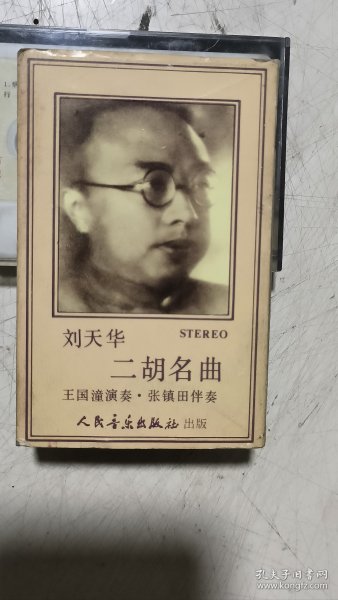 刘天华
STEREO
二胡名曲
王国潼演奏·张镇田伴奏
人民音乐出版社 出版
孔夫子旧书网